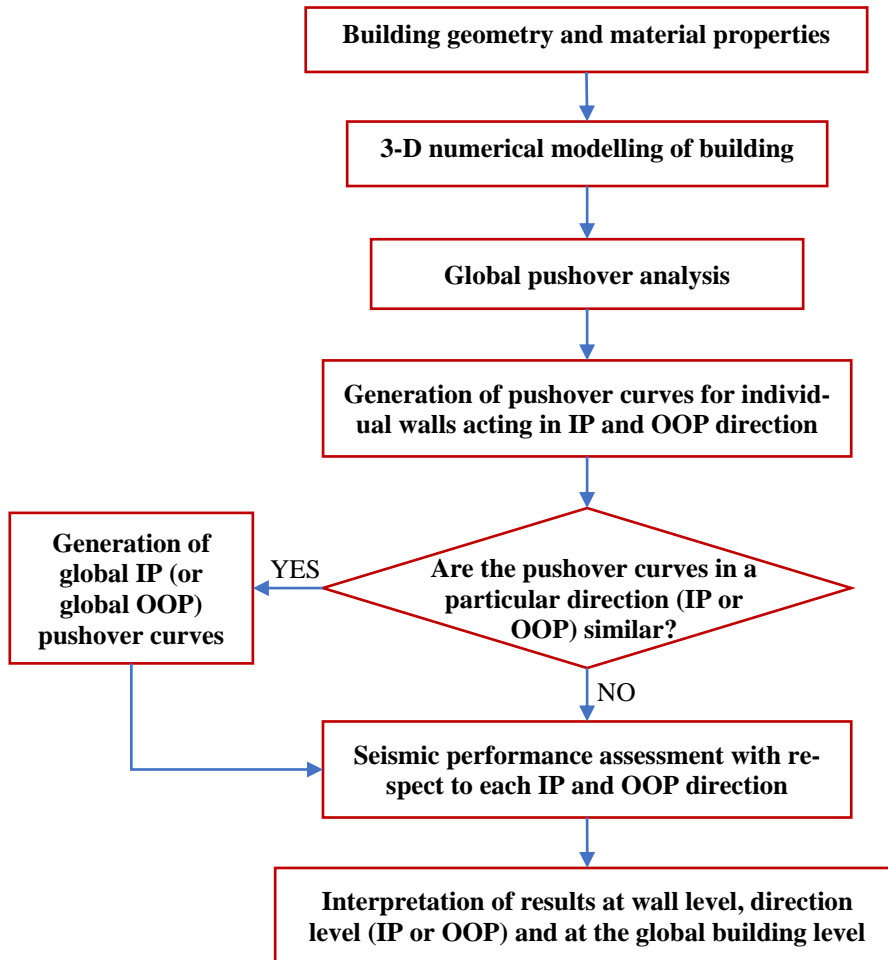 Building geometry and material properties
3-D numerical modelling of building
Global pushover analysis
Generation of pushover curves for individ-
ual walls acting in IP and OOP direction
Generation of
global IP (or
global OOP)
pushover curves
YES
Are the pushover curves in a
particular direction (IP or
OOP) similar?
NO
Seismic performance assessment with re-
spect to each IP and OOP direction
Interpretation of results at wall level, direction
level (IP or OOP) and at the global building level